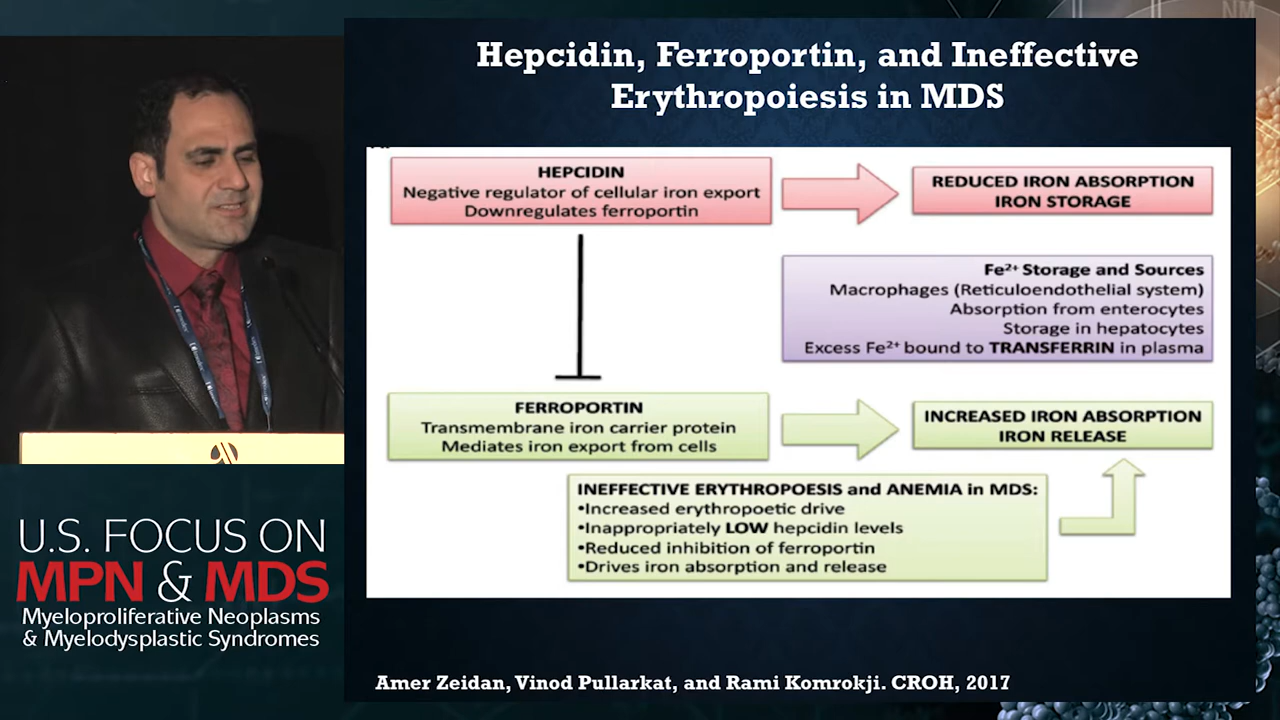 NM
Hepcidin, Ferroportin, and Ineffective
Erythropoiesis in MDS
HEPCIDIN
Negative regulator of cellular iron export
Downregulates ferroportin
REDUCED IRON ABSORPTION
IRON STORAGE
Fe²⁺ Storage and Sources
Macrophages (Reticuloendothelial system)
Absorption from enterocytes
Storage in hepatocytes
Excess Fe²⁺ bound to TRANSFERRIN in plasma
FERROPORTIN
Transmembrane iron carrier protein
Mediates iron export from cells
INCREASED IRON ABSORPTION
IRON RELEASE
INEFFECTIVE ERYTHROPOESIS and ANEMIA in MDS:
•Increased erythropoetic drive
•Inappropriately LOW hepcidin levels
•Reduced inhibition of ferroportin
•Drives iron absorption and release
Amer Zeidan, Vinod Pullarkat, and Rami Komrokji. CROH, 2017
U.S. FOCUS ON
MPN & MDS
Myeloproliferative Neoplasms
& Myelodysplastic Syndromes